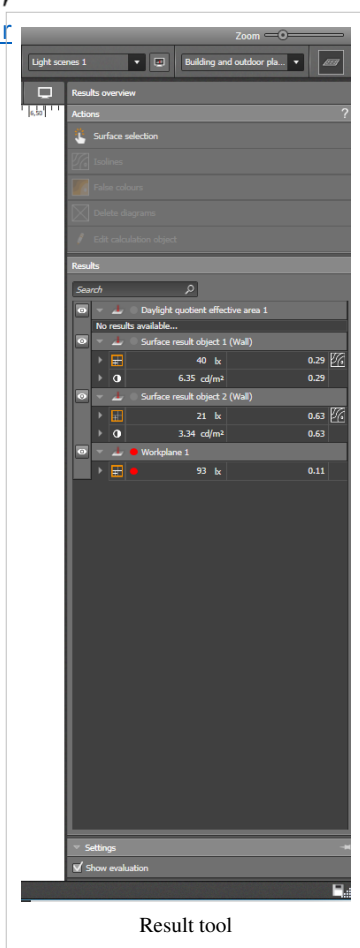 r
Zoom
Light scenes 1 Building and outdoor pla...
6,50
Results overview
Actions ?
Surface selection
Isolines
False colours
Delete diagrams
Edit calculation object
Results
Search
Daylight quotient effective area 1
No results available...
Surface result object 1 (Wall)
40 lx 0.29
6.35 cd/m² 0.29
Surface result object 2 (Wall)
21 lx 0.63
3.34 cd/m² 0.63
Workplane 1
93 lx 0.11
Settings
Show evaluation
Result tool